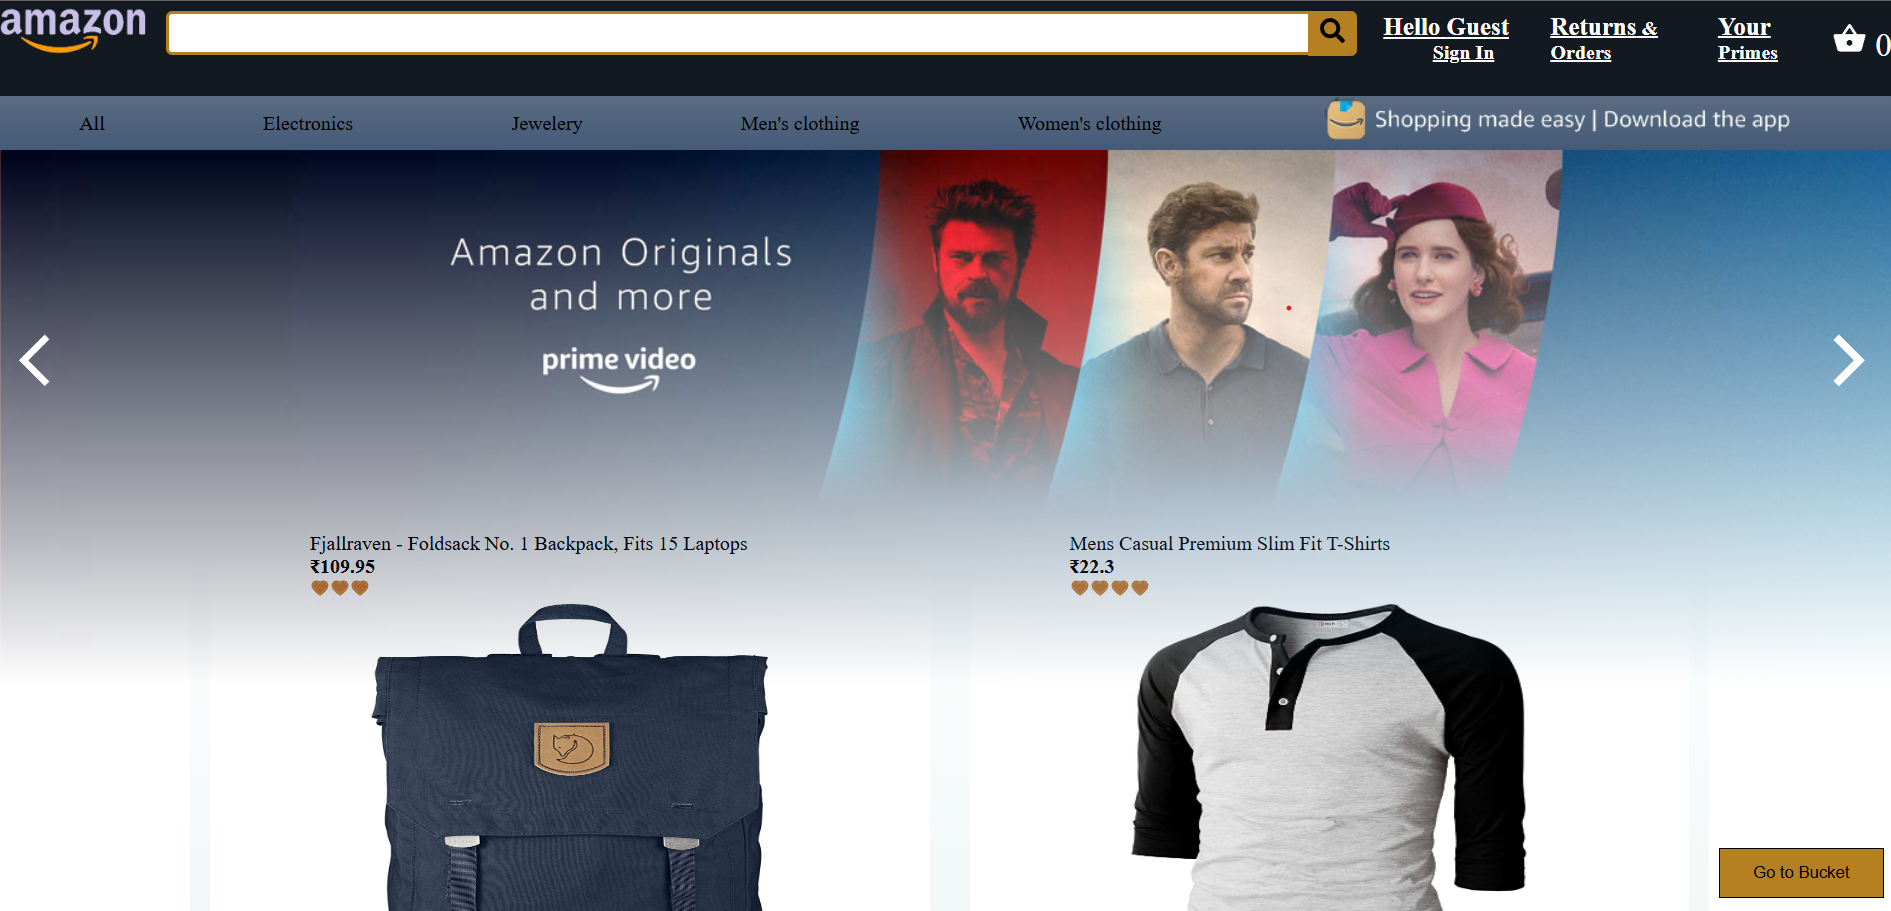 amazon
Hello Guest
Sign In
Returns &
Orders
Your
Primes
0
All
Electronics
Jewelery
Men's clothing
Women's clothing
Shopping made easy | Download the app
Amazon Originals
and more
prime video
Fjallraven - Foldsack No. 1 Backpack, Fits 15 Laptops
₹109.95
Mens Casual Premium Slim Fit T-Shirts
₹22.3
Go to Bucket